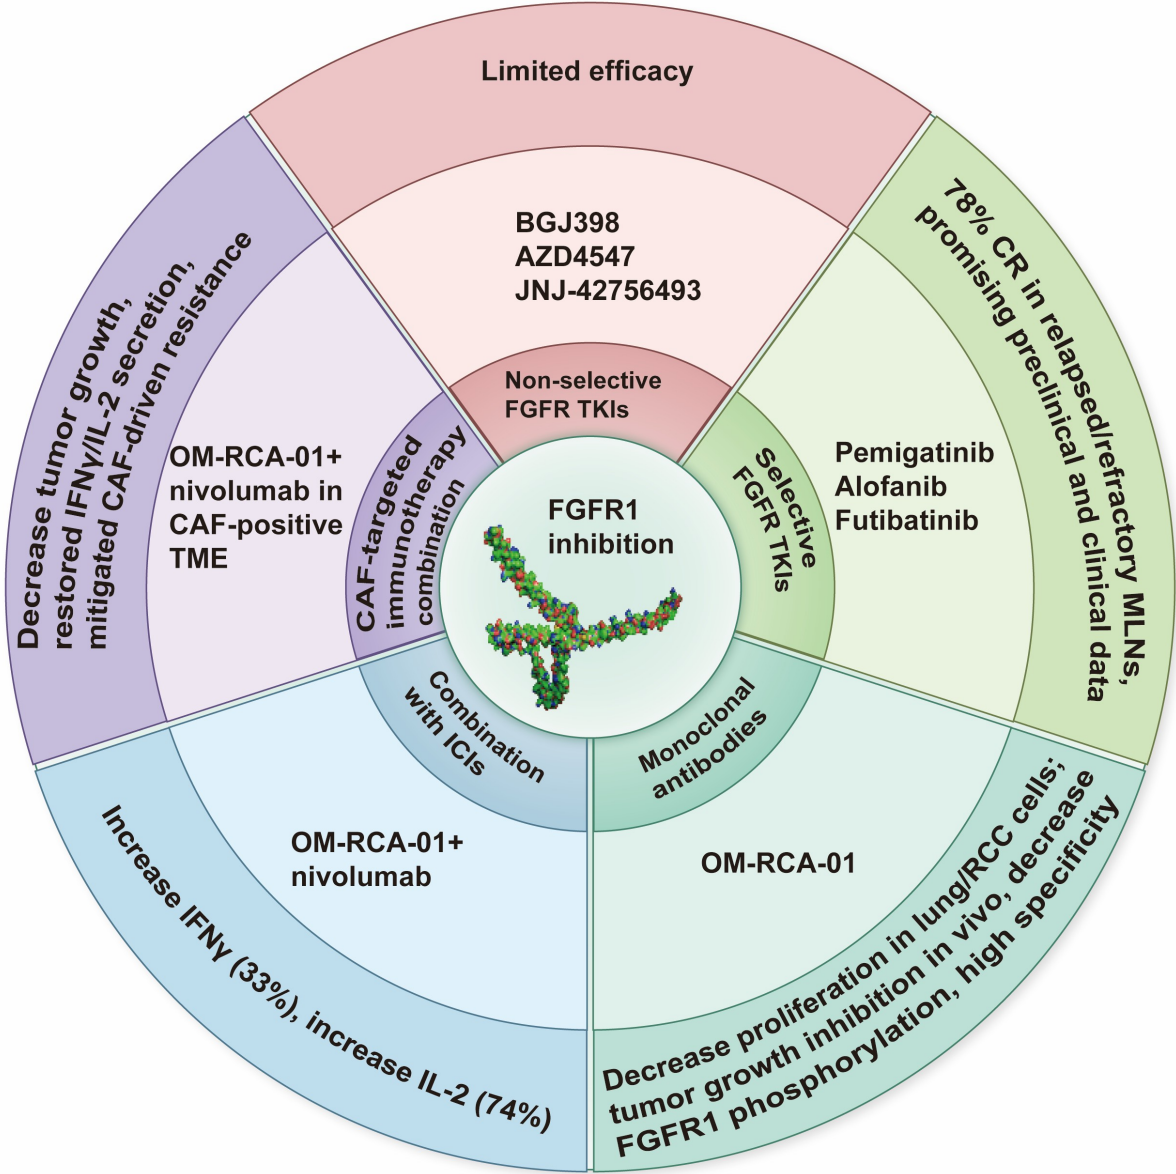 Limited efficacy
BGJ398
AZD4547
JNJ-42756493
Non-selective
FGFR TKIs
78% CR in relapsed/refractory MLNs,
promising preclinical and clinical data
Pemigatinib
Alofanib
Futibatinib
Selective
FGFR TKIs
Decrease proliferation in lung/RCC cells;
tumor growth inhibition in vivo, decrease
FGFR1 phosphorylation, high specificity
OM-RCA-01
Monoclonal
antibodies
Increase IFNγ (33%), increase IL-2 (74%)
OM-RCA-01+
nivolumab
Combination
with ICIs
Decrease tumor growth,
restored IFNγ/IL-2 secretion,
mitigated CAF-driven resistance
OM-RCA-01+
nivolumab in
CAF-positive
TME
CAF-targeted
immunotherapy
combination
FGFR1
inhibition